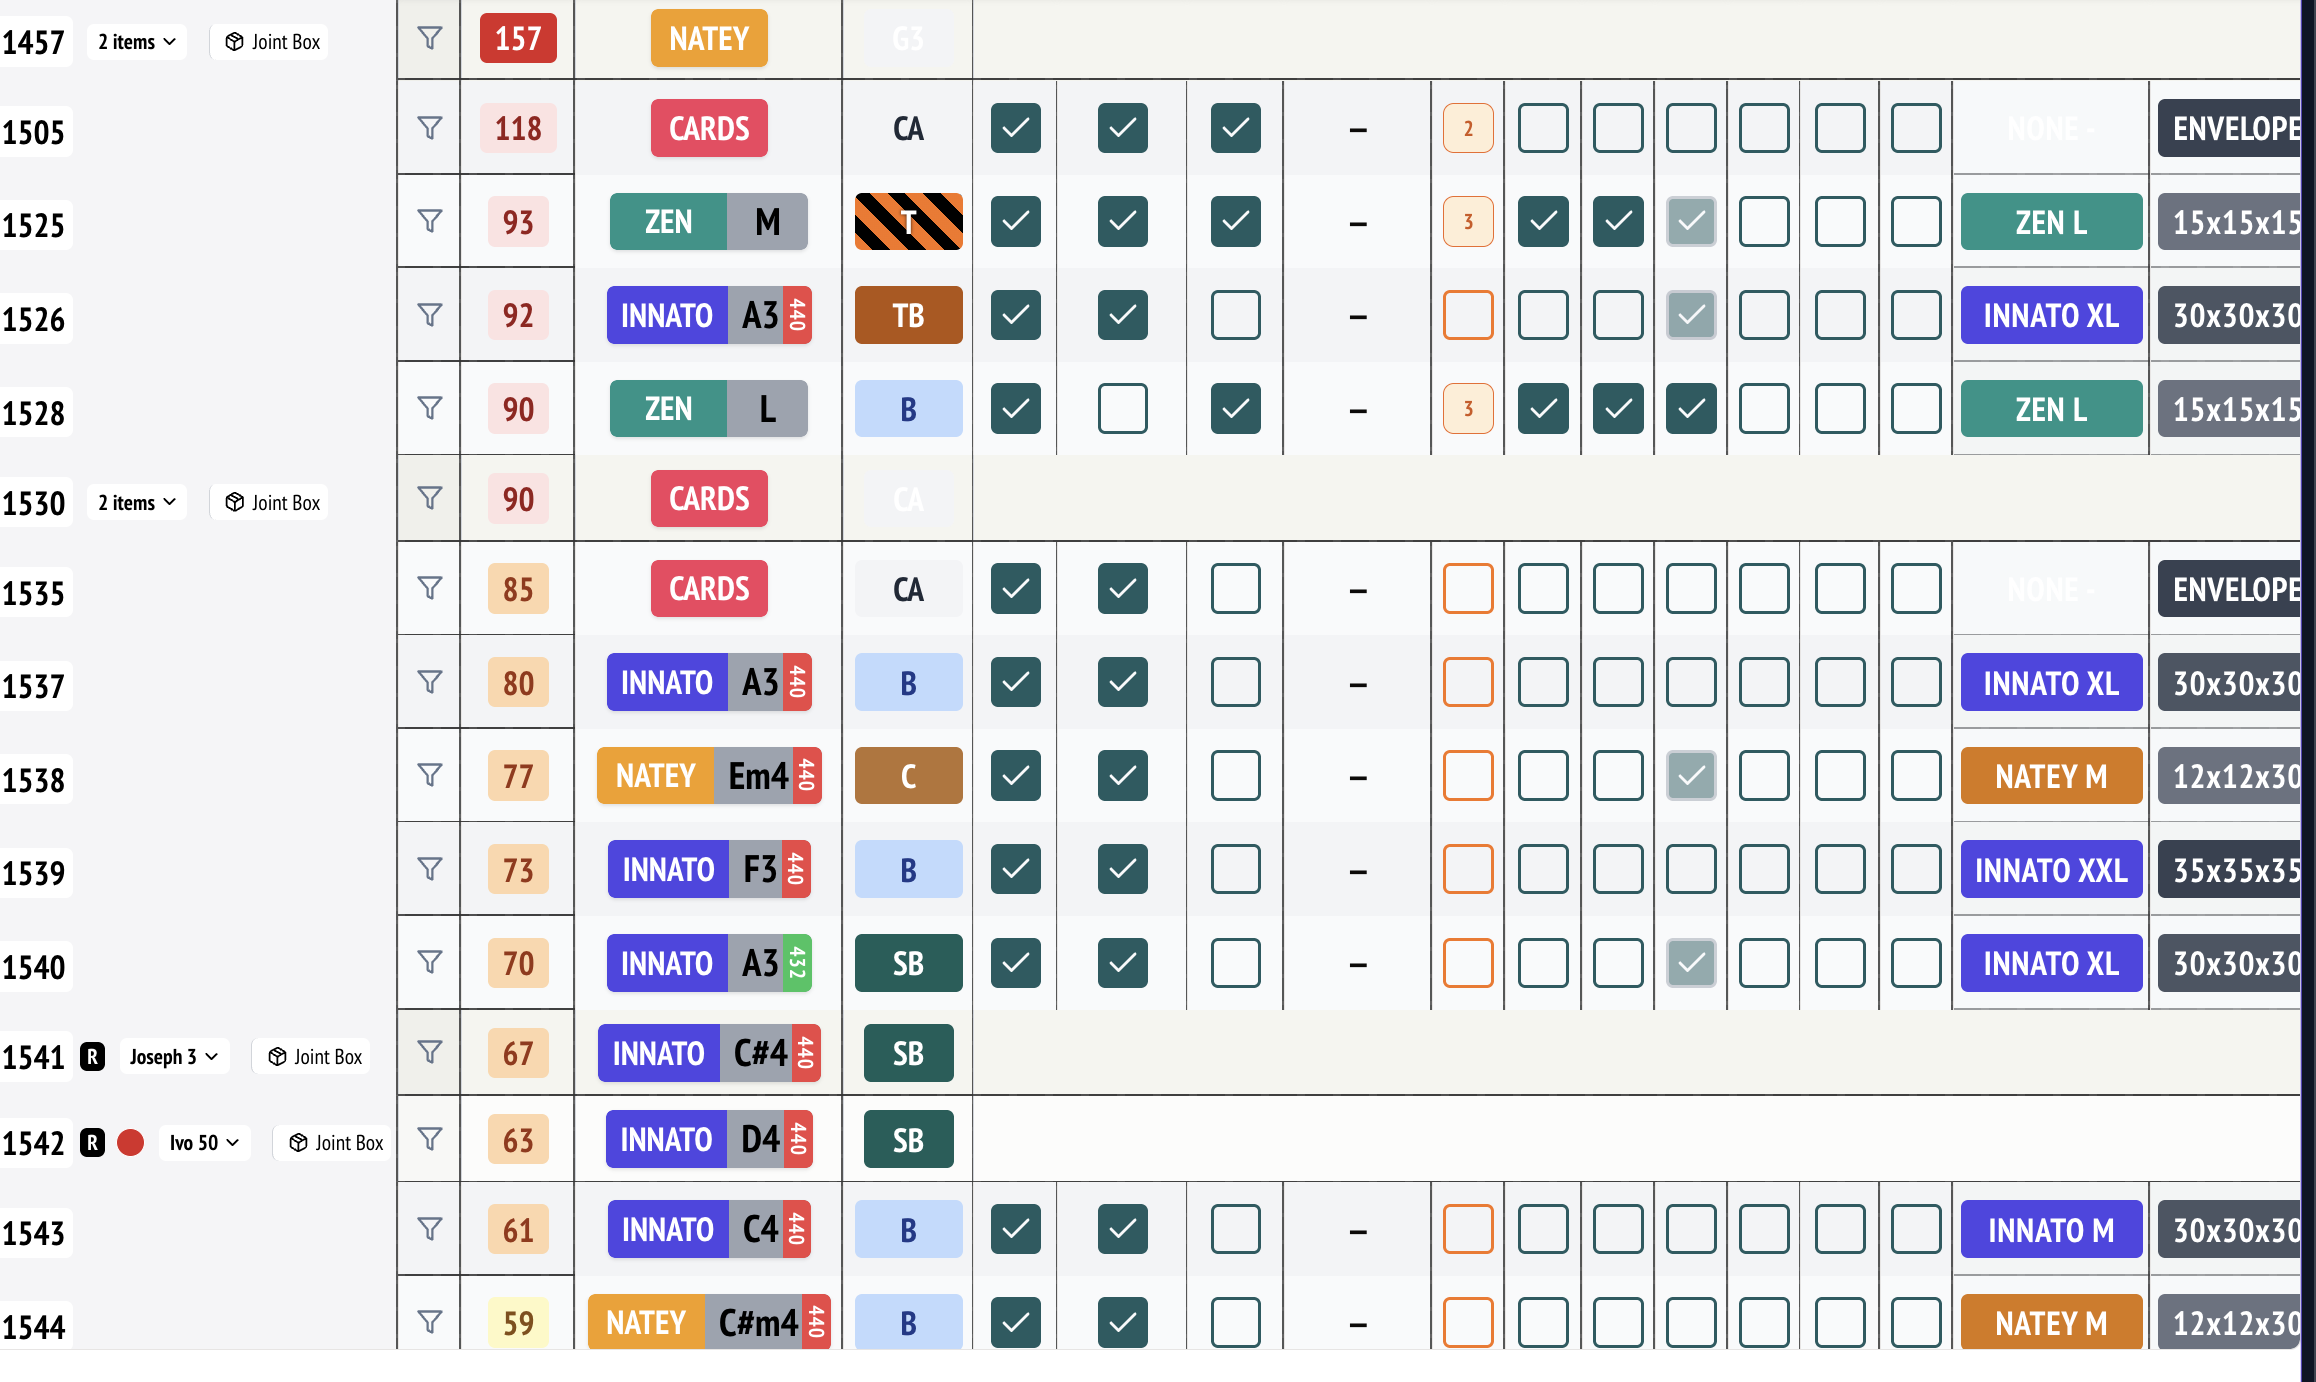 1457 2 items Joint Box 157 NATEY G3
1505 118 CARDS CA – 2 NONE - ENVELOPE
1525 93 ZEN M T – 3 ZEN L 15x15x15
1526 92 INNATO A3 440 TB – INNATO XL 30x30x30
1528 90 ZEN L B – 3 ZEN L 15x15x15
1530 2 items Joint Box 90 CARDS CA
1535 85 CARDS CA – NONE - ENVELOPE
1537 80 INNATO A3 440 B – INNATO XL 30x30x30
1538 77 NATEY Em4 440 C – NATEY M 12x12x30
1539 73 INNATO F3 440 B – INNATO XXL 35x35x35
1540 70 INNATO A3 432 SB – INNATO XL 30x30x30
1541 R Joseph 3 Joint Box 67 INNATO C#4 440 SB
1542 R Ivo 50 Joint Box 63 INNATO D4 440 SB
1543 61 INNATO C4 440 B – INNATO M 30x30x30
1544 59 NATEY C#m4 440 B – NATEY M 12x12x30